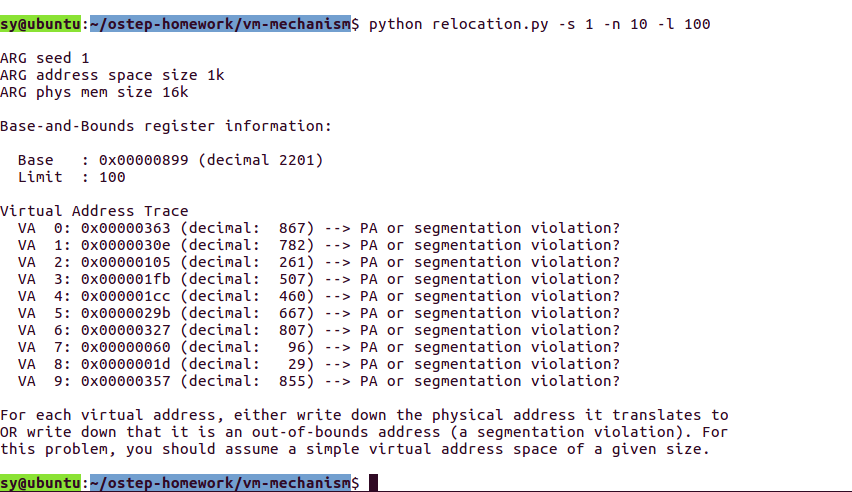 sy@ubuntu:~/ostep-homework/vm-mechanism$ python relocation.py -s 1 -n 10 -l 100
ARG seed 1
ARG address space size 1k
ARG phys mem size 16k
Base-and-Bounds register information:
  Base   : 0x00000899 (decimal 2201)
  Limit  : 100
Virtual Address Trace
  VA  0: 0x00000363 (decimal:  867) --> PA or segmentation violation?
  VA  1: 0x0000030e (decimal:  782) --> PA or segmentation violation?
  VA  2: 0x00000105 (decimal:  261) --> PA or segmentation violation?
  VA  3: 0x000001fb (decimal:  507) --> PA or segmentation violation?
  VA  4: 0x000001cc (decimal:  460) --> PA or segmentation violation?
  VA  5: 0x0000029b (decimal:  667) --> PA or segmentation violation?
  VA  6: 0x00000327 (decimal:  807) --> PA or segmentation violation?
  VA  7: 0x00000060 (decimal:   96) --> PA or segmentation violation?
  VA  8: 0x0000001d (decimal:   29) --> PA or segmentation violation?
  VA  9: 0x00000357 (decimal:  855) --> PA or segmentation violation?
For each virtual address, either write down the physical address it translates to
OR write down that it is an out-of-bounds address (a segmentation violation). For
this problem, you should assume a simple virtual address space of a given size.
sy@ubuntu:~/ostep-homework/vm-mechanism$